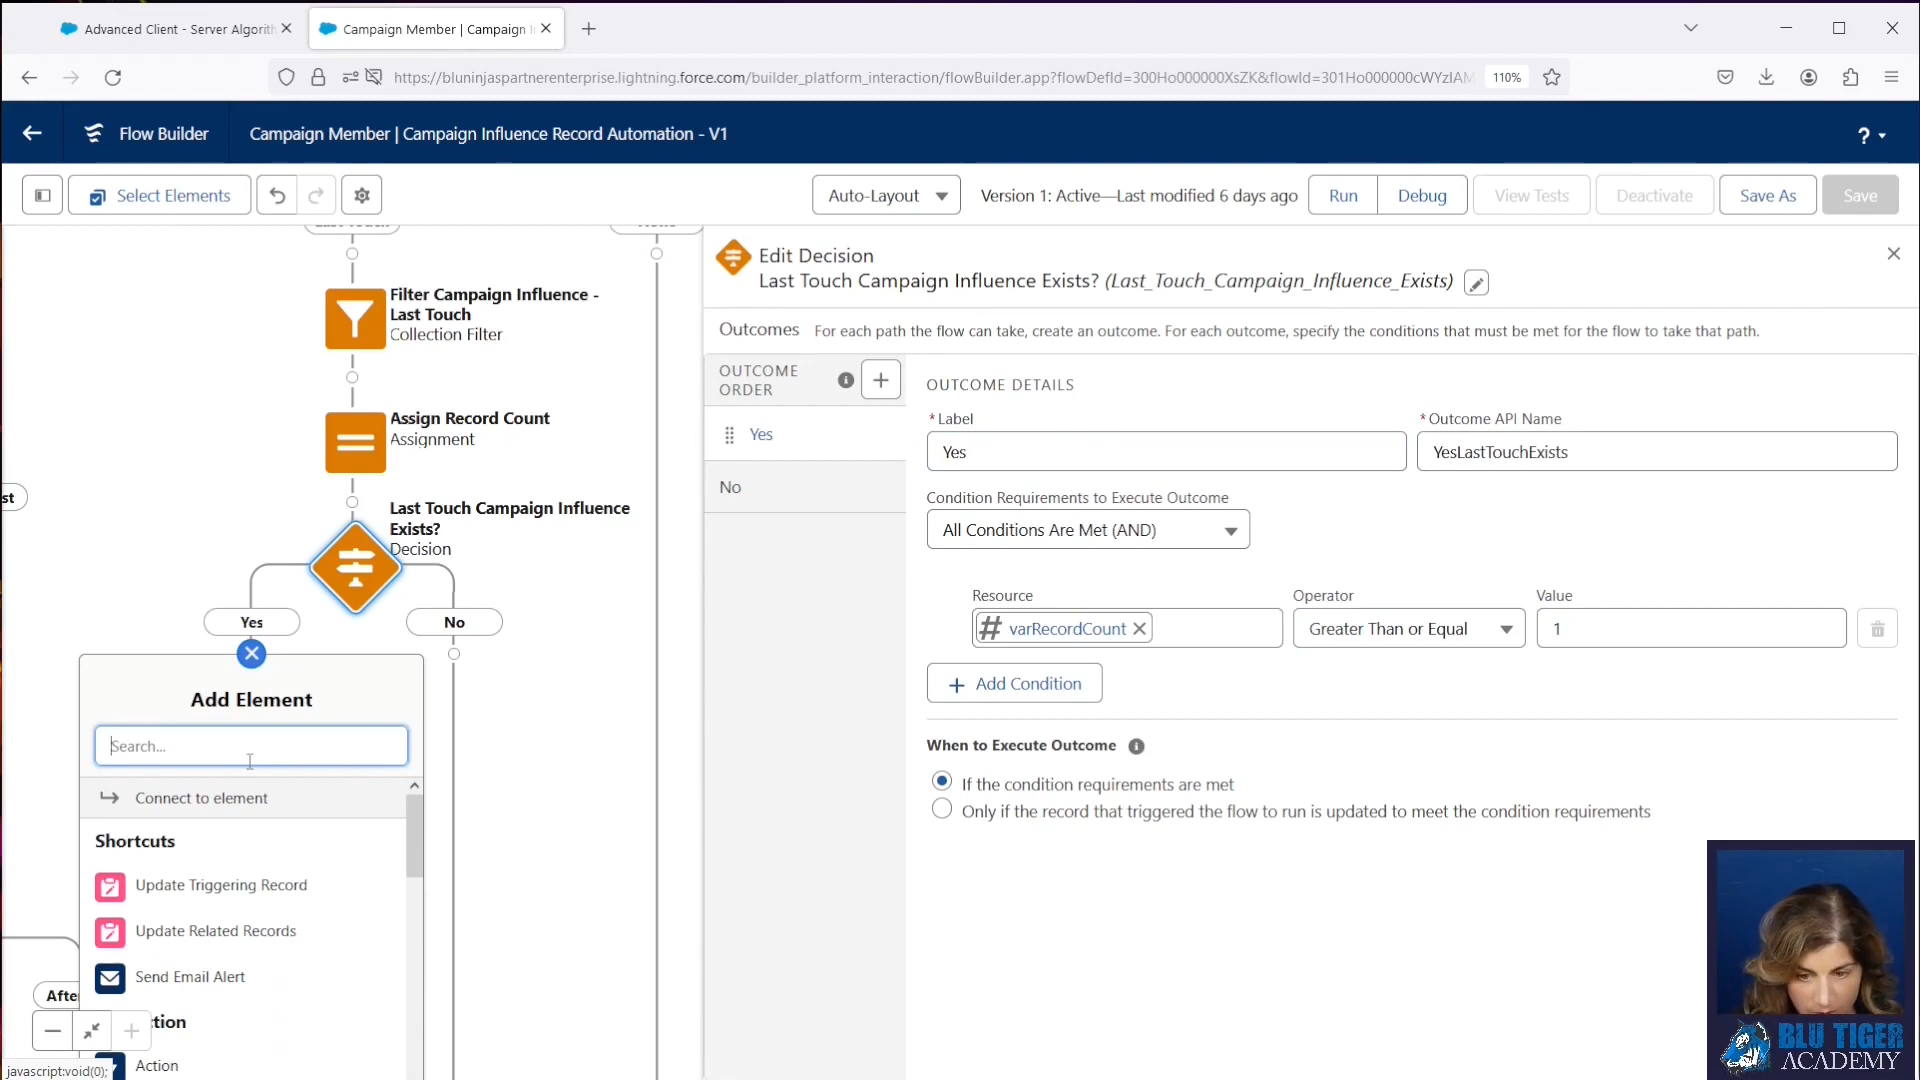 Advanced Client - Server Algorith
Campaign Member | Campaign I
https://bluninjaspartnerenterprise.lightning.force.com/builder_platform_interaction/flowBuilder.app?flowDefId=300Ho000000XsZK&flowId=301Ho000000cWYzIAM
110%
Flow Builder
Campaign Member | Campaign Influence Record Automation - V1
?
Select Elements
Auto-Layout
Version 1: Active—Last modified 6 days ago
Run
Debug
View Tests
Deactivate
Save As
Save
Filter Campaign Influence -
Last Touch
Collection Filter
Assign Record Count
Assignment
st
Last Touch Campaign Influence
Exists?
Decision
Yes
No
Add Element
Search...
Connect to element
Shortcuts
Update Triggering Record
Update Related Records
Send Email Alert
Afte
ction
Action
javascript:void(0);
Edit Decision
Last Touch Campaign Influence Exists? (Last_Touch_Campaign_Influence_Exists)
Outcomes For each path the flow can take, create an outcome. For each outcome, specify the conditions that must be met for the flow to take that path.
OUTCOME
ORDER
Yes
No
OUTCOME DETAILS
* Label
Yes
* Outcome API Name
YesLastTouchExists
Condition Requirements to Execute Outcome
All Conditions Are Met (AND)
Resource
varRecordCount
Operator
Greater Than or Equal
Value
1
Add Condition
When to Execute Outcome
If the condition requirements are met
Only if the record that triggered the flow to run is updated to meet the condition requirements
BLU TIGER
ACADEMY